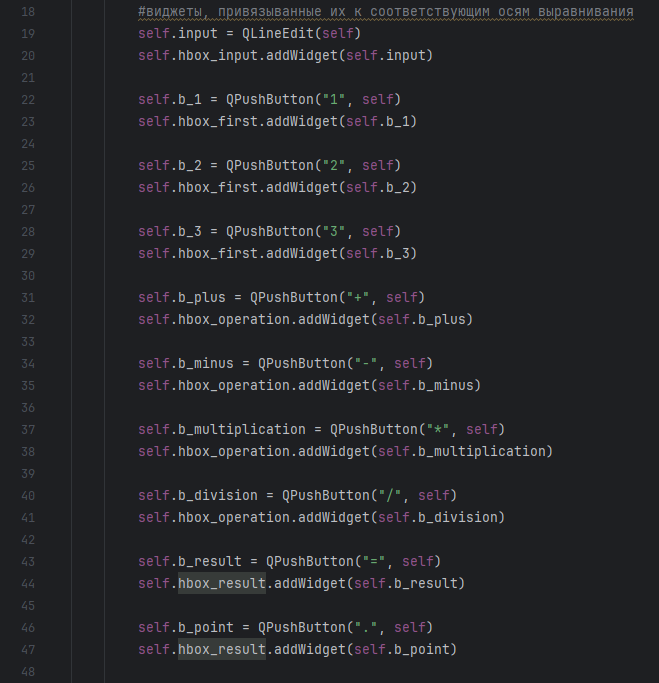 18 #виджеты, привязыванные их к соответствующим осям выравнивания
19 self.input = QLineEdit(self)
20 self.hbox_input.addWidget(self.input)
21
22 self.b_1 = QPushButton("1", self)
23 self.hbox_first.addWidget(self.b_1)
24
25 self.b_2 = QPushButton("2", self)
26 self.hbox_first.addWidget(self.b_2)
27
28 self.b_3 = QPushButton("3", self)
29 self.hbox_first.addWidget(self.b_3)
30
31 self.b_plus = QPushButton("+", self)
32 self.hbox_operation.addWidget(self.b_plus)
33
34 self.b_minus = QPushButton("-", self)
35 self.hbox_operation.addWidget(self.b_minus)
36
37 self.b_multiplication = QPushButton("*", self)
38 self.hbox_operation.addWidget(self.b_multiplication)
39
40 self.b_division = QPushButton("/", self)
41 self.hbox_operation.addWidget(self.b_division)
42
43 self.b_result = QPushButton("=", self)
44 self.hbox_result.addWidget(self.b_result)
45
46 self.b_point = QPushButton(".", self)
47 self.hbox_result.addWidget(self.b_point)
48